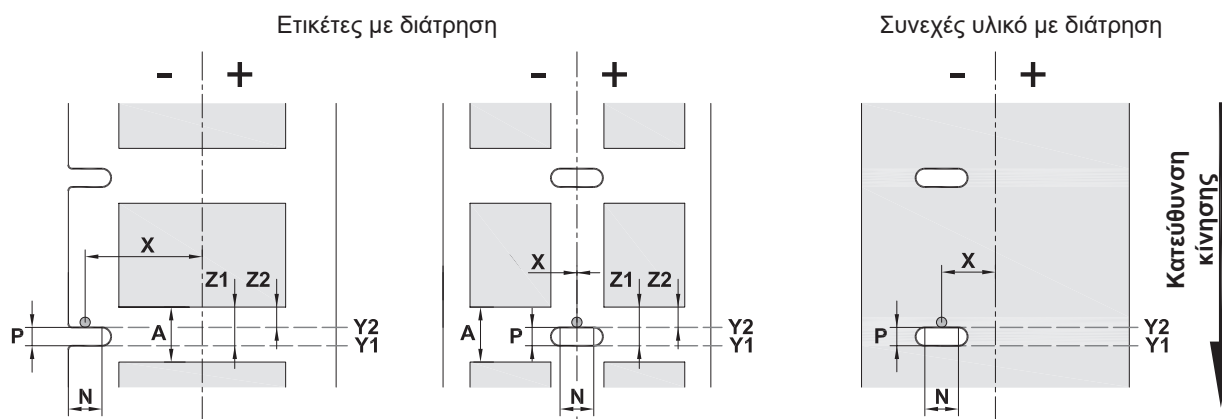 Ετικέτες με διάτρηση
- +
- +
X
Z1 Z2
P
A
Y2
Y1
N
X
Z1 Z2
A
P
Y2
Y1
N
Συνεχές υλικό με διάτρηση
- +
X
P
Y2
Y1
N
Κατεύθυνση
κίνησης